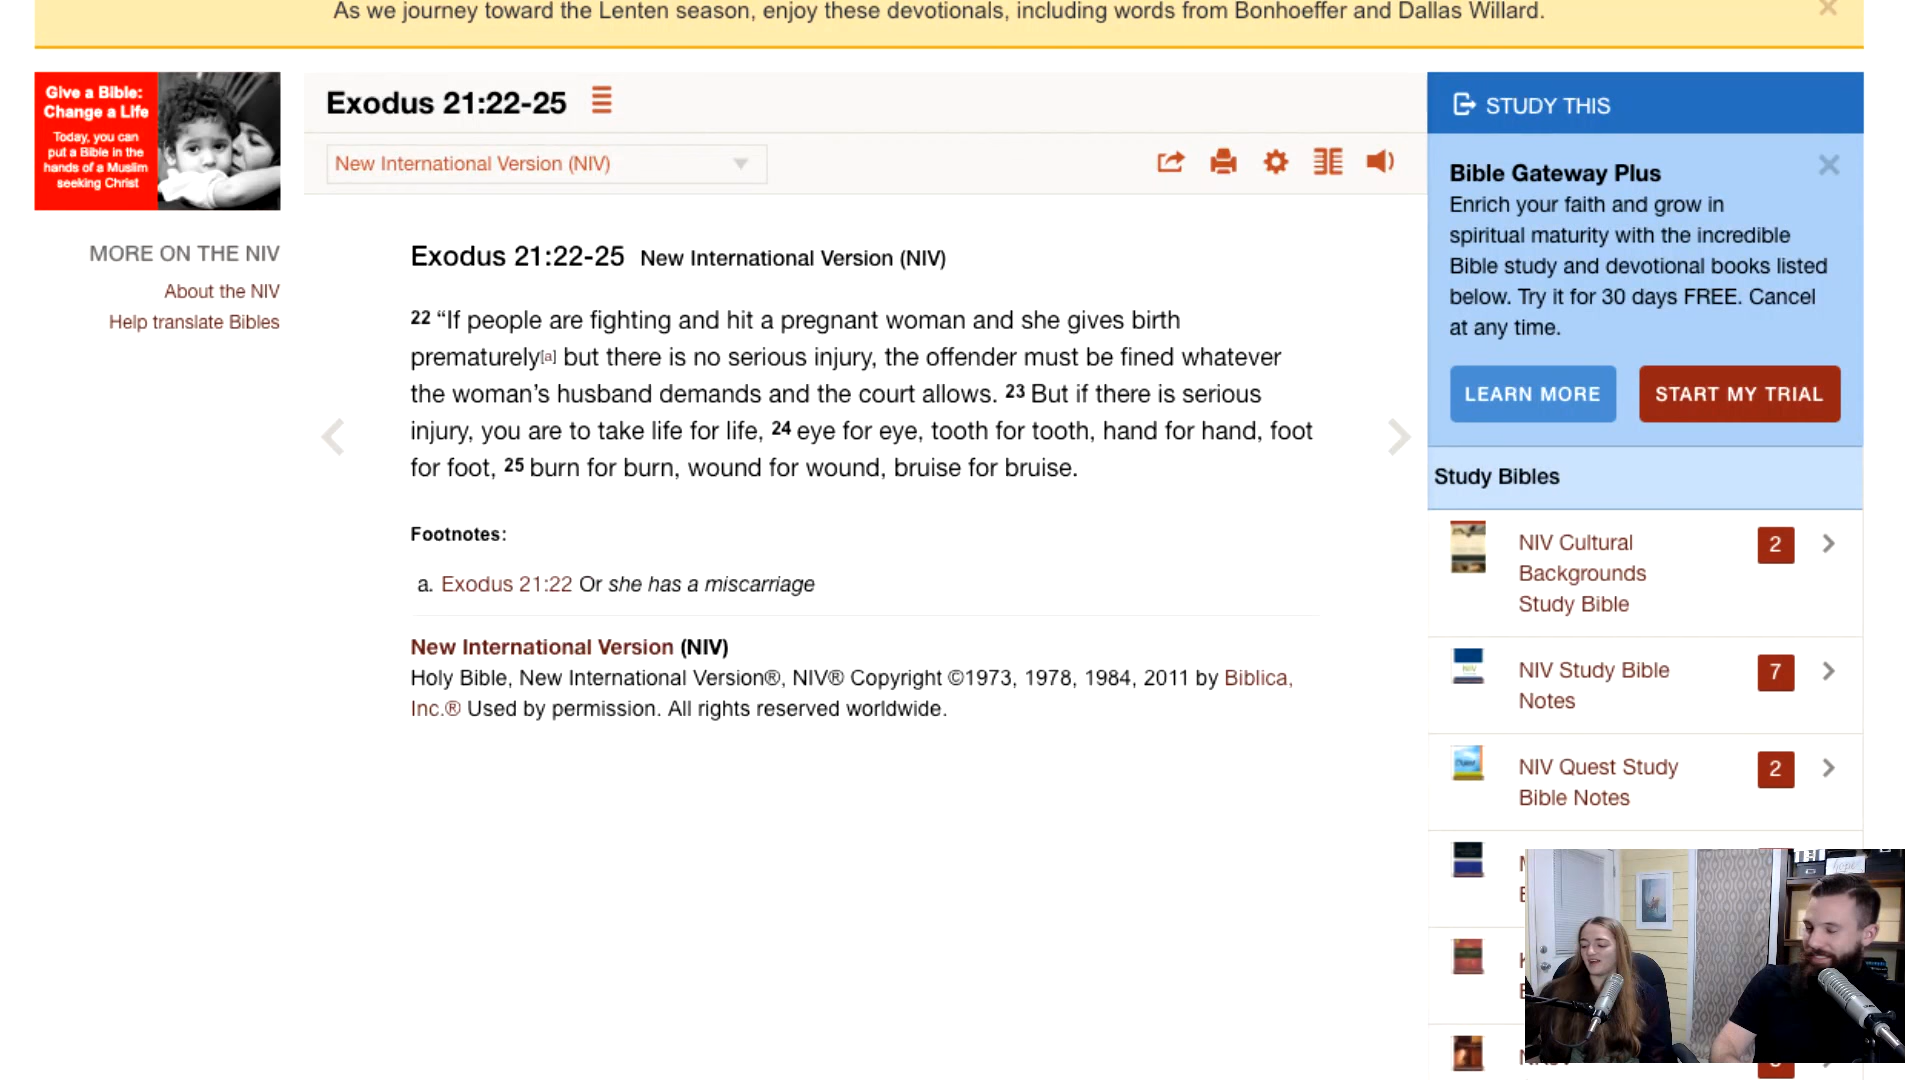 As we journey toward the Lenten season, enjoy these devotionals, including words from Bonhoeffer and Dallas Willard.
Give a Bible:
Change a Life
Today, you can
put a Bible in the
hands of a Muslim
seeking Christ
MORE ON THE NIV
About the NIV
Help translate Bibles
Exodus 21:22-25
New International Version (NIV)
Exodus 21:22-25 New International Version (NIV)
22 “If people are fighting and hit a pregnant woman and she gives birth
prematurely[a] but there is no serious injury, the offender must be fined whatever
the woman’s husband demands and the court allows. 23 But if there is serious
injury, you are to take life for life, 24 eye for eye, tooth for tooth, hand for hand, foot
for foot, 25 burn for burn, wound for wound, bruise for bruise.
Footnotes:
a. Exodus 21:22 Or she has a miscarriage
New International Version (NIV)
Holy Bible, New International Version®, NIV® Copyright ©1973, 1978, 1984, 2011 by Biblica,
Inc.® Used by permission. All rights reserved worldwide.
STUDY THIS
Bible Gateway Plus
Enrich your faith and grow in
spiritual maturity with the incredible
Bible study and devotional books listed
below. Try it for 30 days FREE. Cancel
at any time.
LEARN MORE
START MY TRIAL
Study Bibles
NIV Cultural
Backgrounds
Study Bible
2
NIV Study Bible
Notes
7
NIV Quest Study
Bible Notes
2